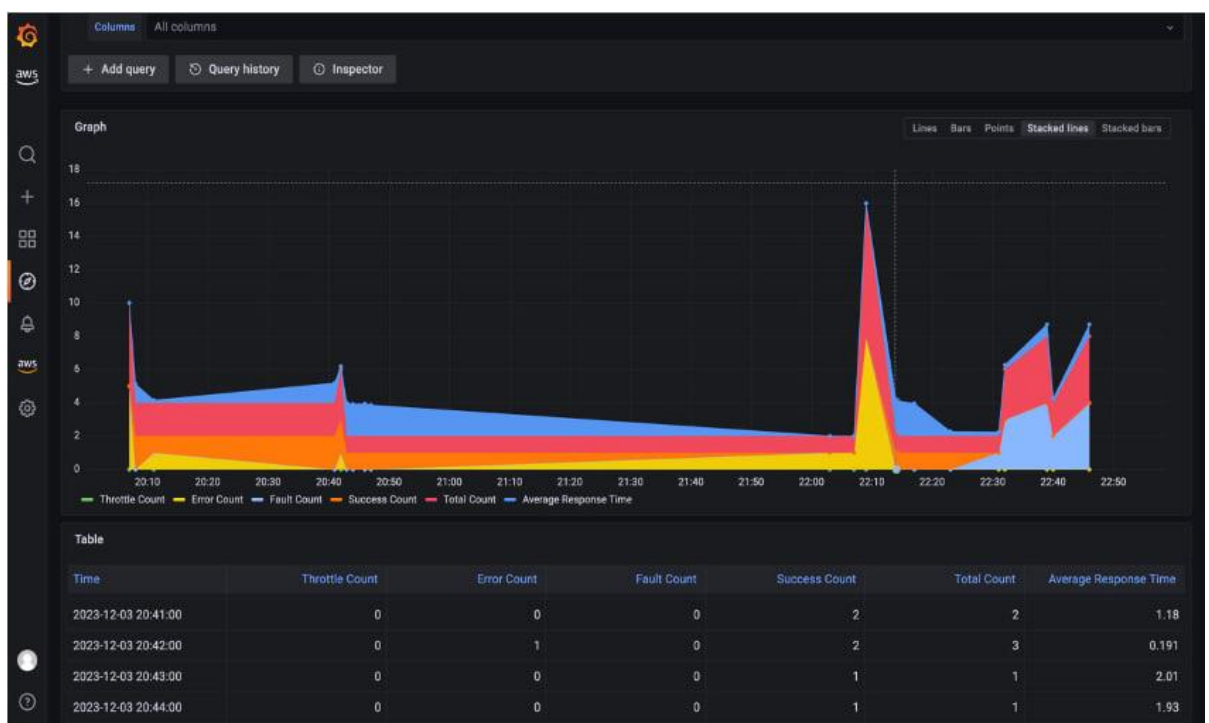 Columns All columns
aws
+ Add query Query history Inspector
Graph
Lines Bars Points Stacked lines Stacked bars
18
16
14
12
10
8
6
4
2
0
20:10 20:20 20:30 20:40 20:50 21:00 21:10 21:20 21:30 21:40 21:50 22:00 22:10 22:20 22:30 22:40 22:50
Throttle Count Error Count Fault Count Success Count Total Count Average Response Time
aws
Table
Time Throttle Count Error Count Fault Count Success Count Total Count Average Response Time
2023-12-03 20:41:00 0 0 0 2 2 1.18
2023-12-03 20:42:00 0 1 0 2 3 0.191
2023-12-03 20:43:00 0 0 0 1 1 2.01
2023-12-03 20:44:00 0 0 0 1 1 1.93